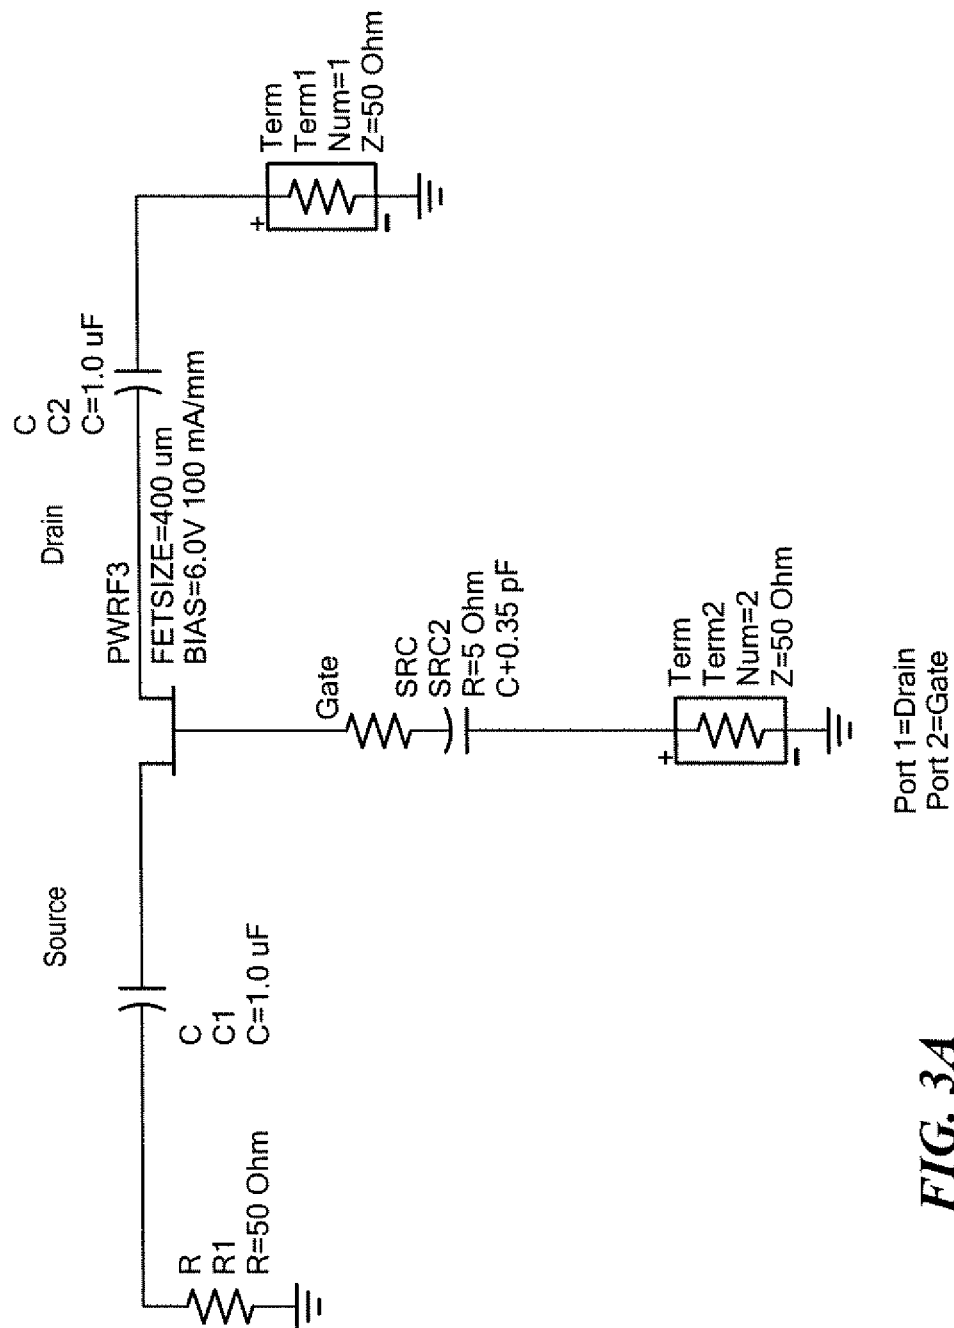 Source
Drain
C
C2
C=1.0 uF
PWRF3
FETSIZE=400 um
BIAS=6.0V 100 mA/mm
R
R1
R=50 Ohm
C
C1
C=1.0 uF
Gate
SRC
SRC2
R=5 Ohm
C+0.35 pF
+
Term
Term1
Num=1
Z=50 Ohm
-
+
Term
Term2
Num=2
Z=50 Ohm
-
Port 1=Drain
Port 2=Gate
FIG. 3A